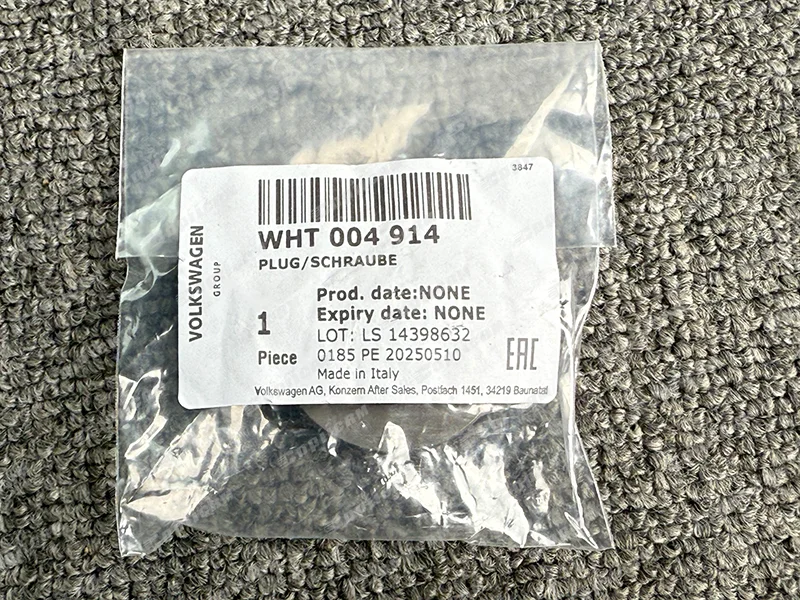 3847
WHT 004 914
PLUG/SCHRAUBE
VOLKSWAGEN
GROUP
Prod. date:NONE
Expiry date: NONE
1
Piece
LOT: LS 14398632
0185 PE 20250510
Made in Italy
EAC
Volkswagen AG, Konzern After Sales, Postfach 1451, 34219 Baunatal